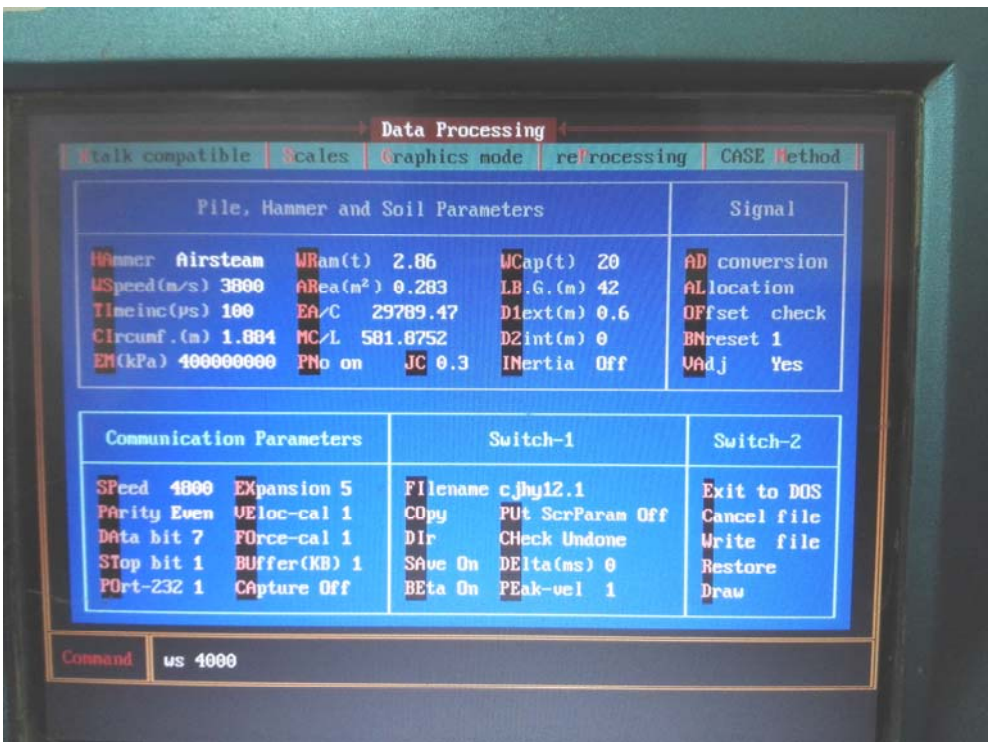 Data Processing
Xtalk compatible Scales Graphics mode reProcessing CASE Method
Pile, Hammer and Soil Parameters Signal
HAmmer Airsteam WRam(t) 2.86 WCap(t) 20 AD conversion
WSpeed(m/s) 3800 ARea(m²) 0.283 LB.G.(m) 42 ALlocation
TImeinc(µs) 100 EA/C 29789.47 D1ext(m) 0.6 OFfset check
CIrcumf.(m) 1.884 MC/L 581.8752 D2int(m) 0 BNreset 1
EM(kPa) 400000000 PNo on JC 0.3 INertia Off VAdj Yes
Communication Parameters Switch-1 Switch-2
SPeed 4800 EXpansion 5 FIlename cjhy12.1 Exit to DOS
PArity Even VEloc-cal 1 COpy PUt ScrParam Off Cancel file
DAta bit 7 FOrce-cal 1 DIr CHeck Undone Write file
STop bit 1 BUffer(KB) 1 SAve On DElta(ms) 0 Restore
POrt-232 1 CApture Off BEta On PEak-vel 1 Draw
Command ws 4000